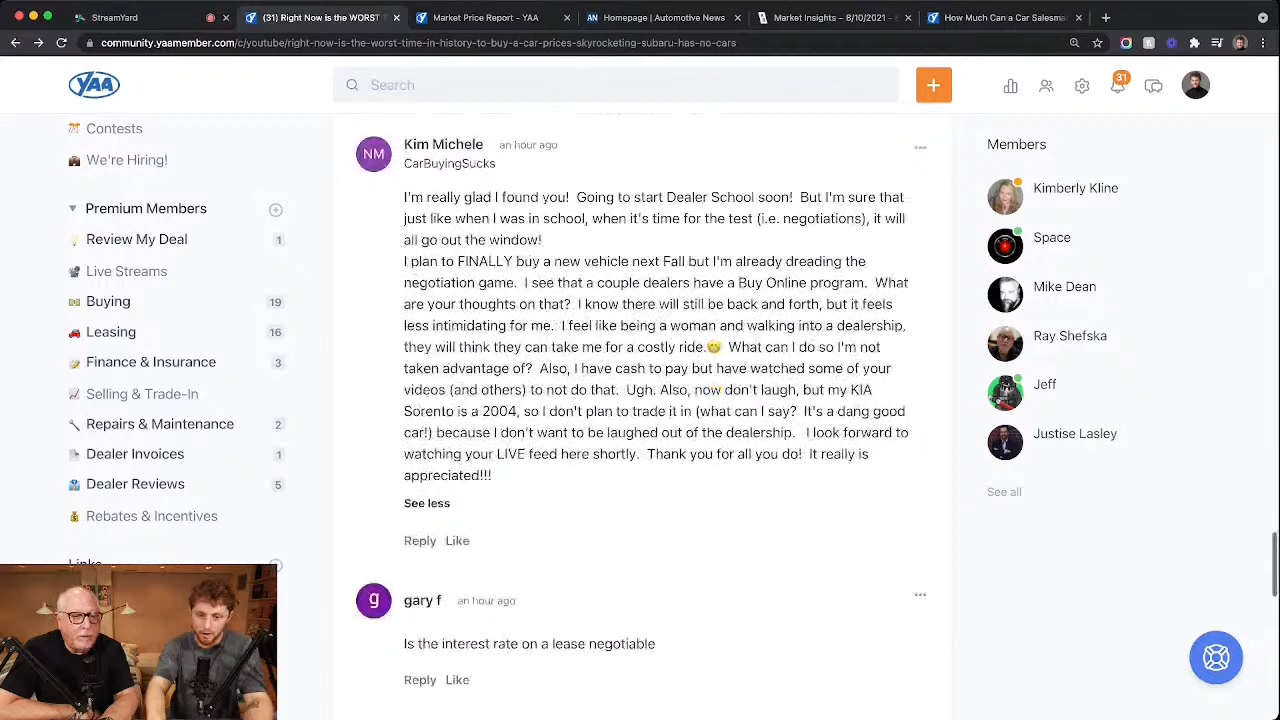 StreamYard
(31) Right Now is the WORST T
Market Price Report - YAA
AN Homepage | Automotive News
Market Insights - 8/10/2021 - 
How Much Can a Car Salesma
community.yaamember.com/c/youtube/right-now-is-the-worst-time-in-history-to-buy-a-car-prices-skyrocketing-subaru-has-no-cars
YAA
Search
31
Contests
We're Hiring!
Premium Members
Review My Deal 1
Live Streams
Buying 19
Leasing 16
Finance & Insurance 3
Selling & Trade-In
Repairs & Maintenance 2
Dealer Invoices 1
Dealer Reviews 5
Rebates & Incentives
Links
NM
Kim Michele an hour ago
CarBuyingSucks
I'm really glad I found you! Going to start Dealer School soon! But I'm sure that
just like when I was in school, when it's time for the test (i.e. negotiations), it will
all go out the window!
I plan to FINALLY buy a new vehicle next Fall but I'm already dreading the
negotiation game. I see that a couple dealers have a Buy Online program. What
are your thoughts on that? I know there will still be back and forth, but it feels
less intimidating for me. I feel like being a woman and walking into a dealership,
they will think they can take me for a costly ride. What can I do so I'm not
taken advantage of? Also, I have cash to pay but have watched some of your
videos (and others) to not do that. Ugh. Also, now don't laugh, but my KIA
Sorento is a 2004, so I don't plan to trade it in (what can I say? It's a dang good
car!) because I don't want to be laughed out of the dealership. I look forward to
watching your LIVE feed here shortly. Thank you for all you do! It really is
appreciated!!!
See less
Reply Like
g
gary f an hour ago
Is the interest rate on a lease negotiable
Reply Like
Members
Kimberly Kline
Space
Mike Dean
Ray Shefska
Jeff
Justise Lasley
See all